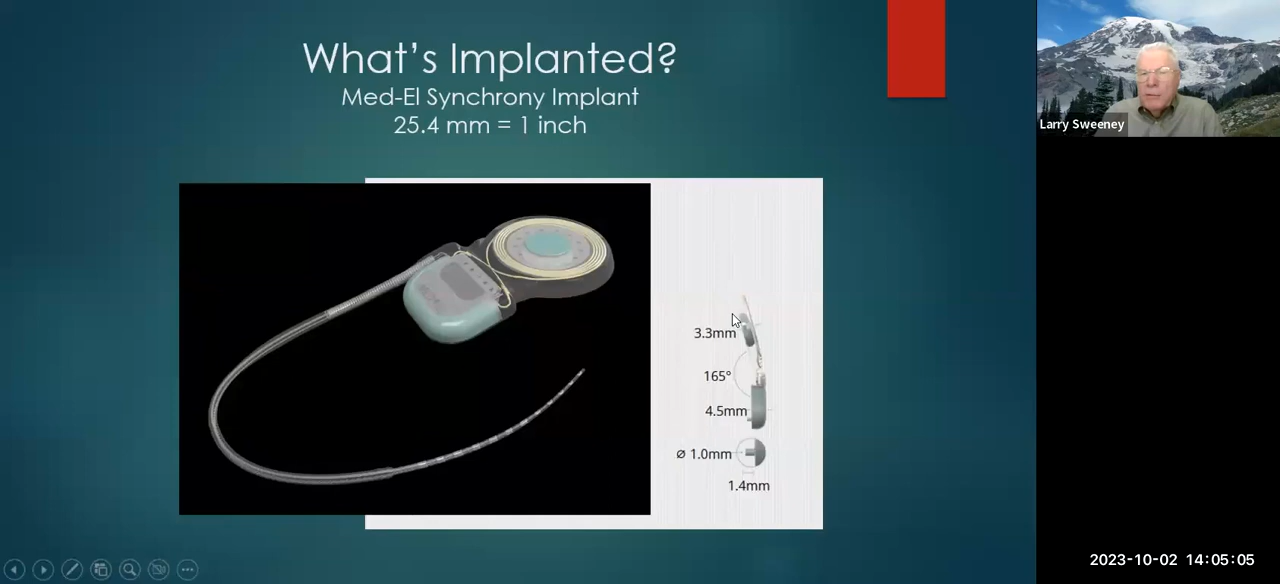 What's Implanted?
Med-El Synchrony Implant
25.4 mm = 1 inch
3.3mm
165°
4.5mm
⌀ 1.0mm
1.4mm
Larry Sweeney
2023-10-02 14:05:05